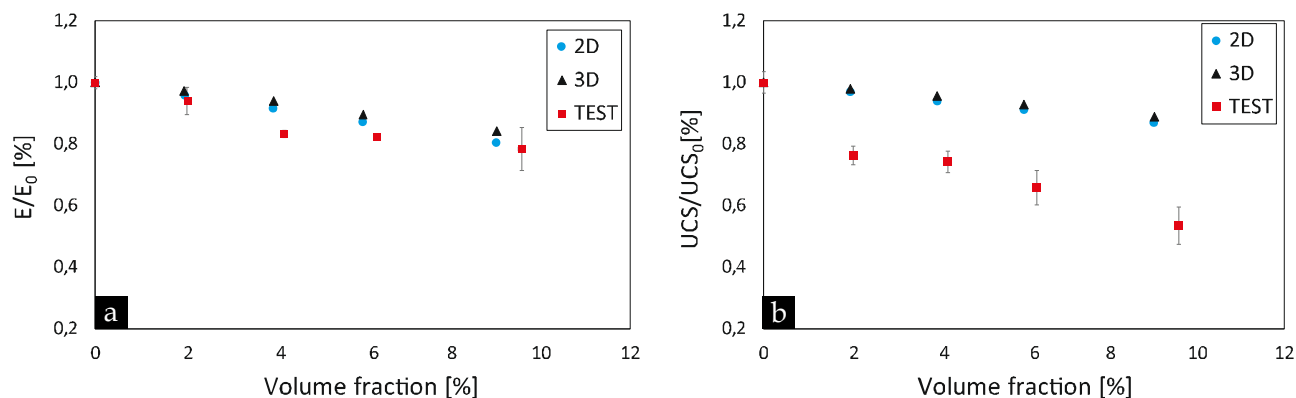 1,2
1,0
0,8
0,6
0,4
0,2
E/E0 [%]
2D
3D
TEST
a
0 2 4 6 8 10 12
Volume fraction [%]
1,2
1,0
0,8
0,6
0,4
0,2
UCS/UCS0[%]
2D
3D
TEST
b
0 2 4 6 8 10 12
Volume fraction [%]